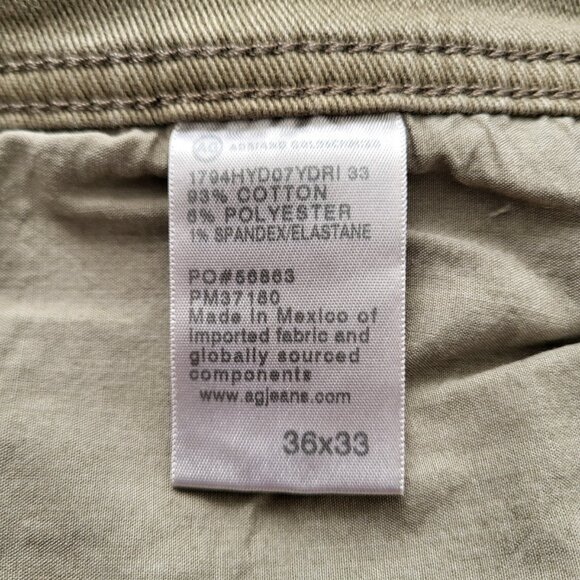 AG ADRIANO GOLDSCHMIED
1794HYD07YDRI 33
93% COTTON
6% POLYESTER
1% SPANDEX/ELASTANE
PO#56863
PM37180
Made In Mexico of
Imported fabric and
globally sourced
components
www.agjeans.com
36x33